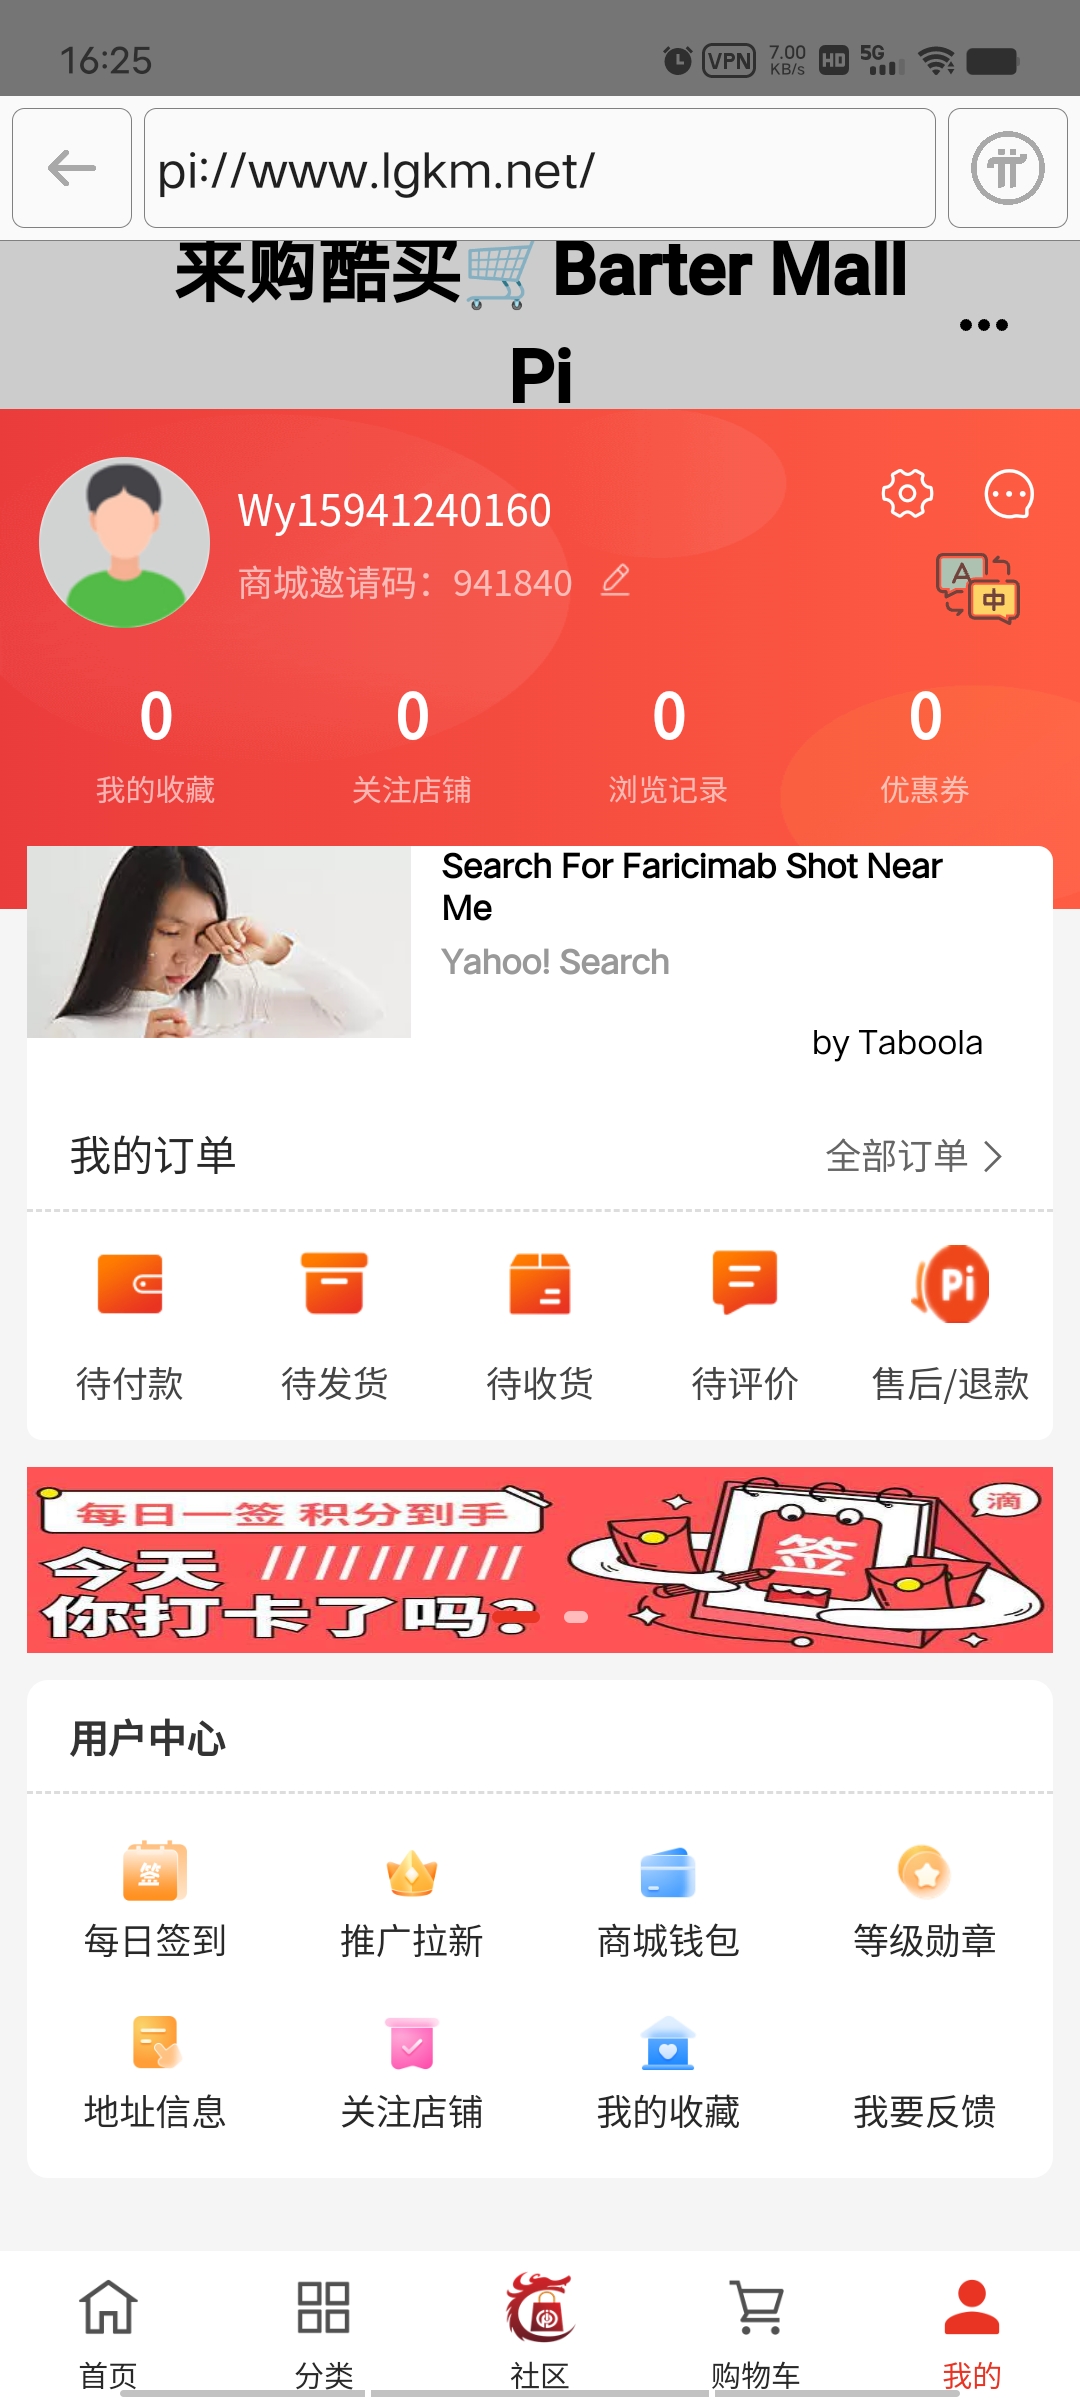 16:25
VPN
7.00
KB/s
HD
5G
pi://www.lgkm.net/
来购酷买🛒Barter Mall
Pi
Wy15941240160
商城邀请码：941840
A
中
0 0 0 0
我的收藏 关注店铺 浏览记录 优惠券
Search For Faricimab Shot Near
Me
Yahoo! Search
by Taboola
我的订单 全部订单
Pi
待付款 待发货 待收货 待评价 售后/退款
每日一签 积分到手
滴
签
今天
你打卡了吗?
用户中心
签
每日签到 推广拉新 商城钱包 等级勋章
地址信息 关注店铺 我的收藏 我要反馈
首页 分类 社区 购物车 我的